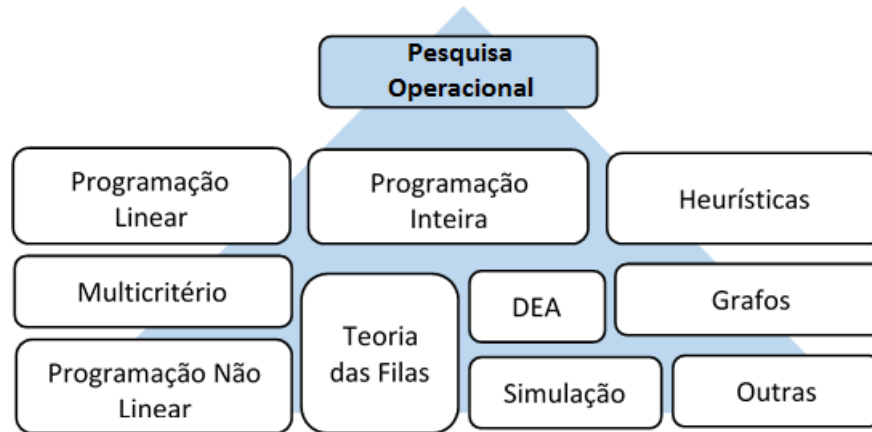 Pesquisa
Operacional
Programação
Linear
Programação
Inteira
Heurísticas
Multicritério
Teoria
das Filas
DEA
Grafos
Programação Não
Linear
Simulação
Outras